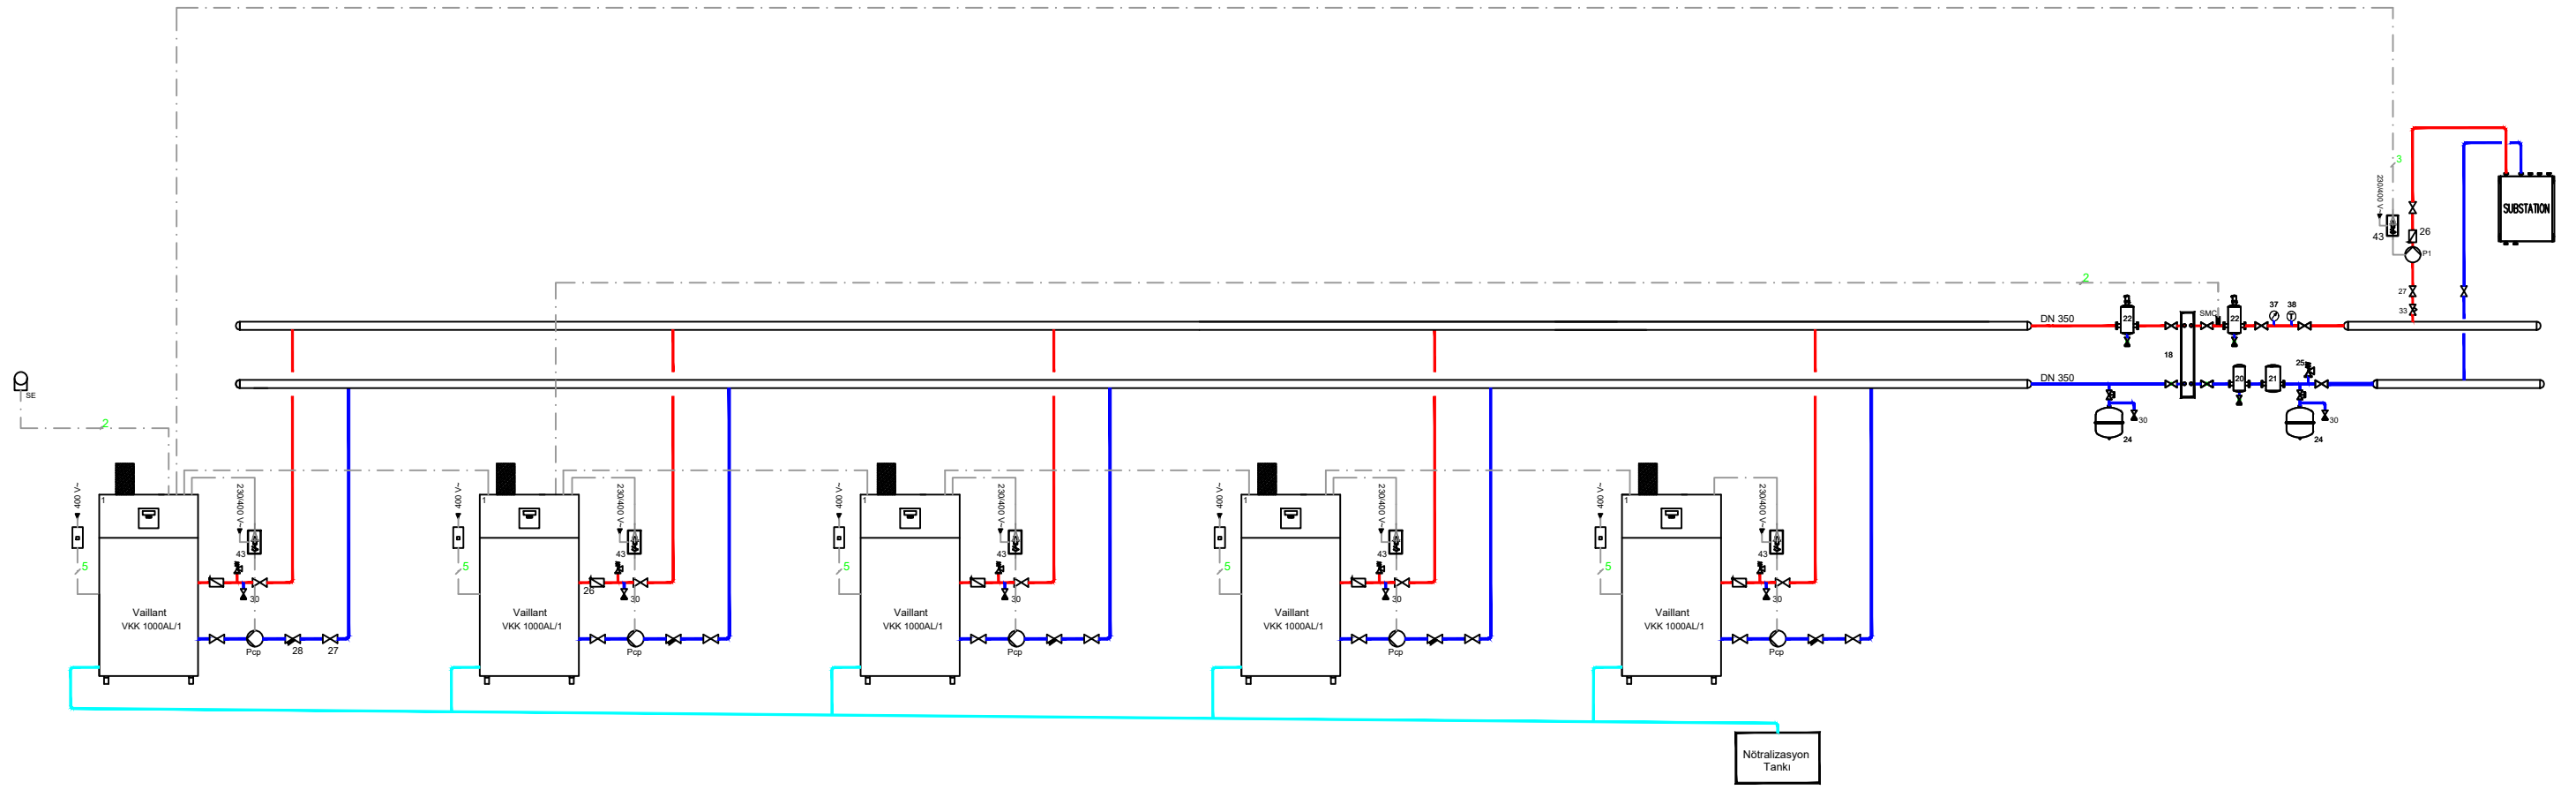 3
230/400 V~
SUBSTATION
43
26
P1
2
27
33
DN 350
22
SMC
22
37
38
18
DN 350
20
21
25
30
24
30
24
SE
2
1
400 V~
230/400 V~
43
5
30
Vaillant
VKK 1000AL/1
Pcp
28
27
1
400 V~
230/400 V~
43
5
26
30
Vaillant
VKK 1000AL/1
Pcp
1
400 V~
230/400 V~
43
5
30
Vaillant
VKK 1000AL/1
Pcp
1
400 V~
230/400 V~
43
5
30
Vaillant
VKK 1000AL/1
Pcp
1
400 V~
230/400 V~
43
5
30
Vaillant
VKK 1000AL/1
Pcp
Nötralizasyon
Tankı